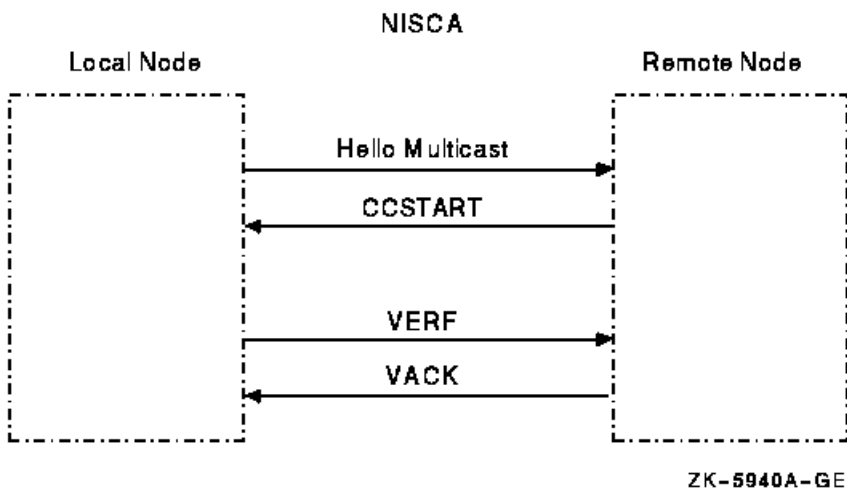 NISCA
Local Node
Remote Node
Hello Multicast
CCSTART
VERF
VACK
ZK-5940A-GE